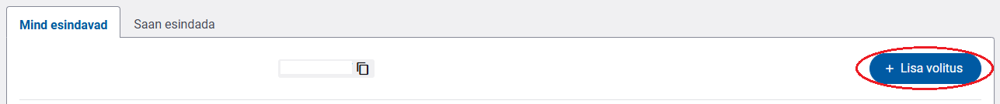 Mind esindavad
Saan esindada
+ Lisa volitus